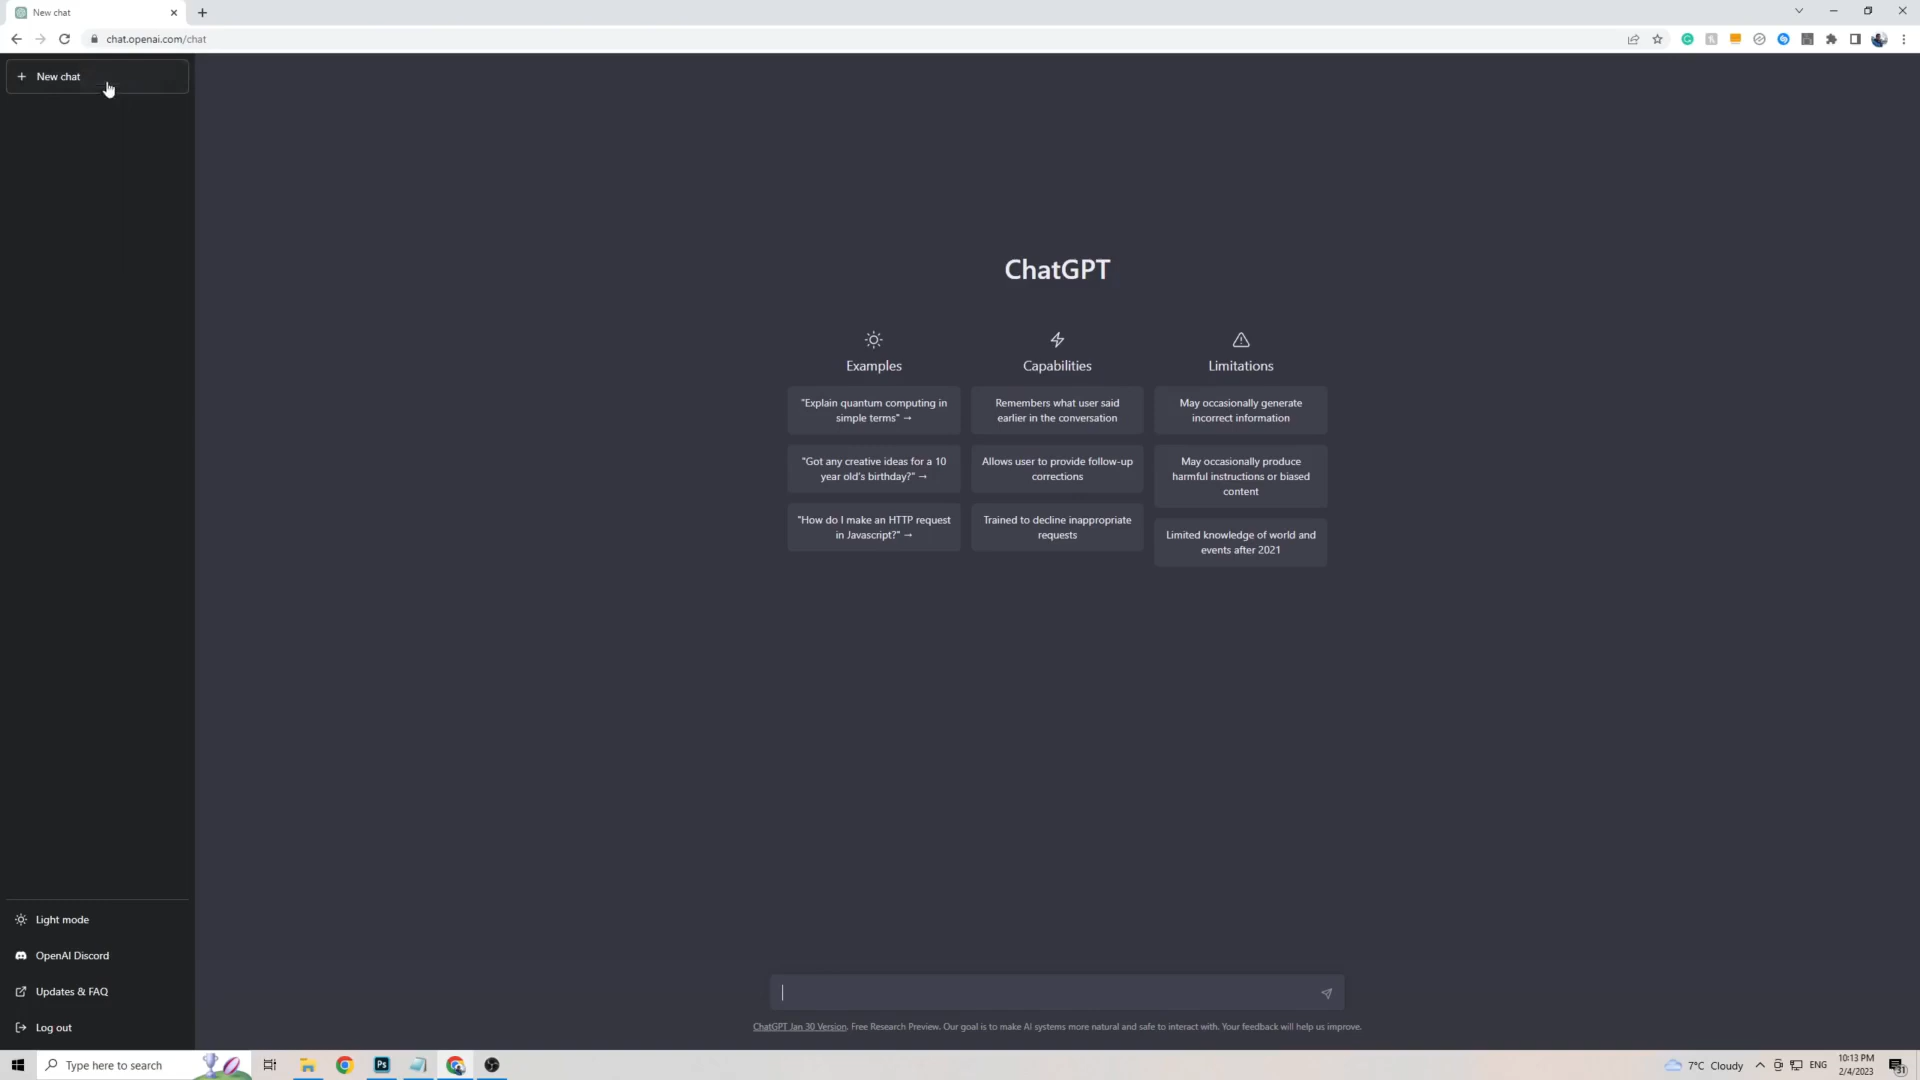 New chat
chat.openai.com/chat
New chat
ChatGPT
Examples
Capabilities
Limitations
"Explain quantum computing in
simple terms" →
Remembers what user said
earlier in the conversation
May occasionally generate
incorrect information
"Got any creative ideas for a 10
year old's birthday?" →
Allows user to provide follow-up
corrections
May occasionally produce
harmful instructions or biased
content
"How do I make an HTTP request
in Javascript?" →
Trained to decline inappropriate
requests
Limited knowledge of world and
events after 2021
Light mode
OpenAI Discord
Updates & FAQ
Log out
ChatGPT Jan 30 Version. Free Research Preview. Our goal is to make AI systems more natural and safe to interact with. Your feedback will help us improve.
Type here to search
Ps
7°C Cloudy
ENG
10:13 PM
2/4/2023
31